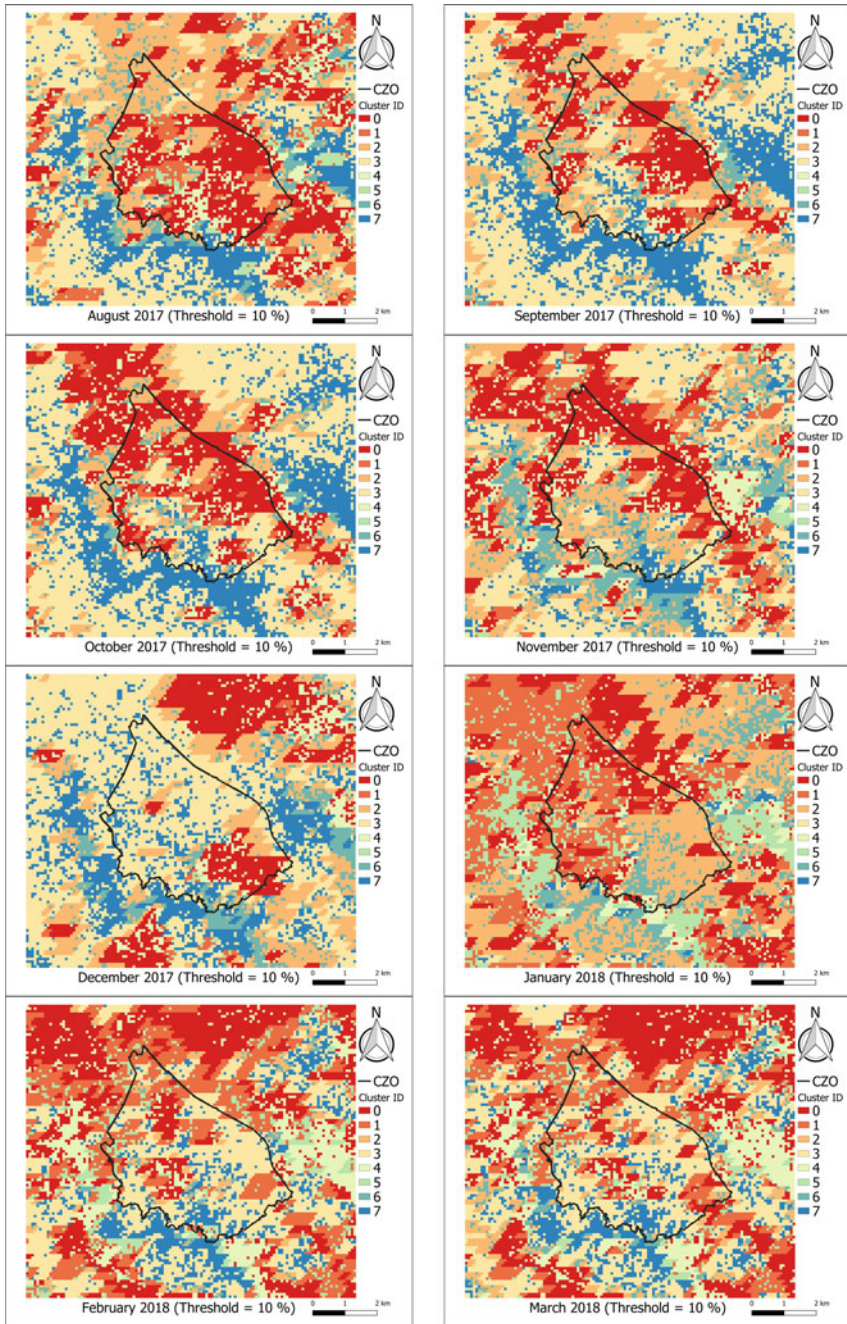 N
CZO
Cluster ID
0
1
2
3
4
5
6
7
August 2017 (Threshold = 10 %)
0 1 2 km
N
CZO
Cluster ID
0
1
2
3
4
5
6
7
September 2017 (Threshold = 10 %)
0 1 2 km
N
CZO
Cluster ID
0
1
2
3
4
5
6
7
October 2017 (Threshold = 10 %)
0 1 2 km
N
CZO
Cluster ID
0
1
2
3
4
5
6
7
November 2017 (Threshold = 10 %)
0 1 2 km
N
CZO
Cluster ID
0
1
2
3
4
5
6
7
December 2017 (Threshold = 10 %)
0 1 2 km
N
CZO
Cluster ID
0
1
2
3
4
5
6
7
January 2018 (Threshold = 10 %)
0 1 2 km
N
CZO
Cluster ID
0
1
2
3
4
5
6
7
February 2018 (Threshold = 10 %)
0 1 2 km
N
CZO
Cluster ID
0
1
2
3
4
5
6
7
March 2018 (Threshold = 10 %)
0 1 2 km